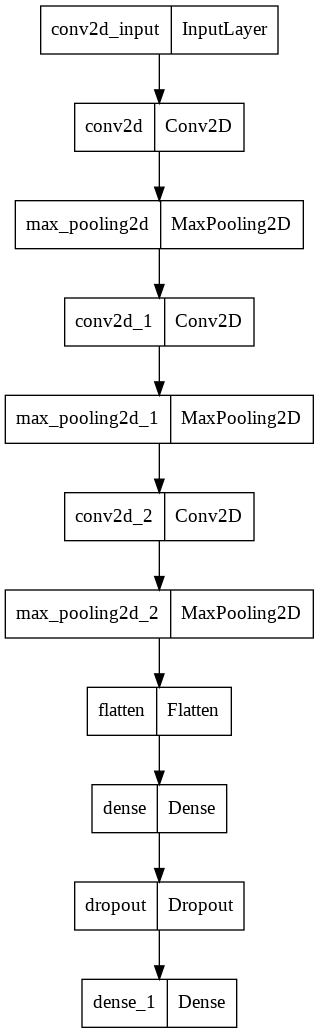 conv2d_input InputLayer
conv2d Conv2D
max_pooling2d MaxPooling2D
conv2d_1 Conv2D
max_pooling2d_1 MaxPooling2D
conv2d_2 Conv2D
max_pooling2d_2 MaxPooling2D
flatten Flatten
dense Dense
dropout Dropout
dense_1 Dense